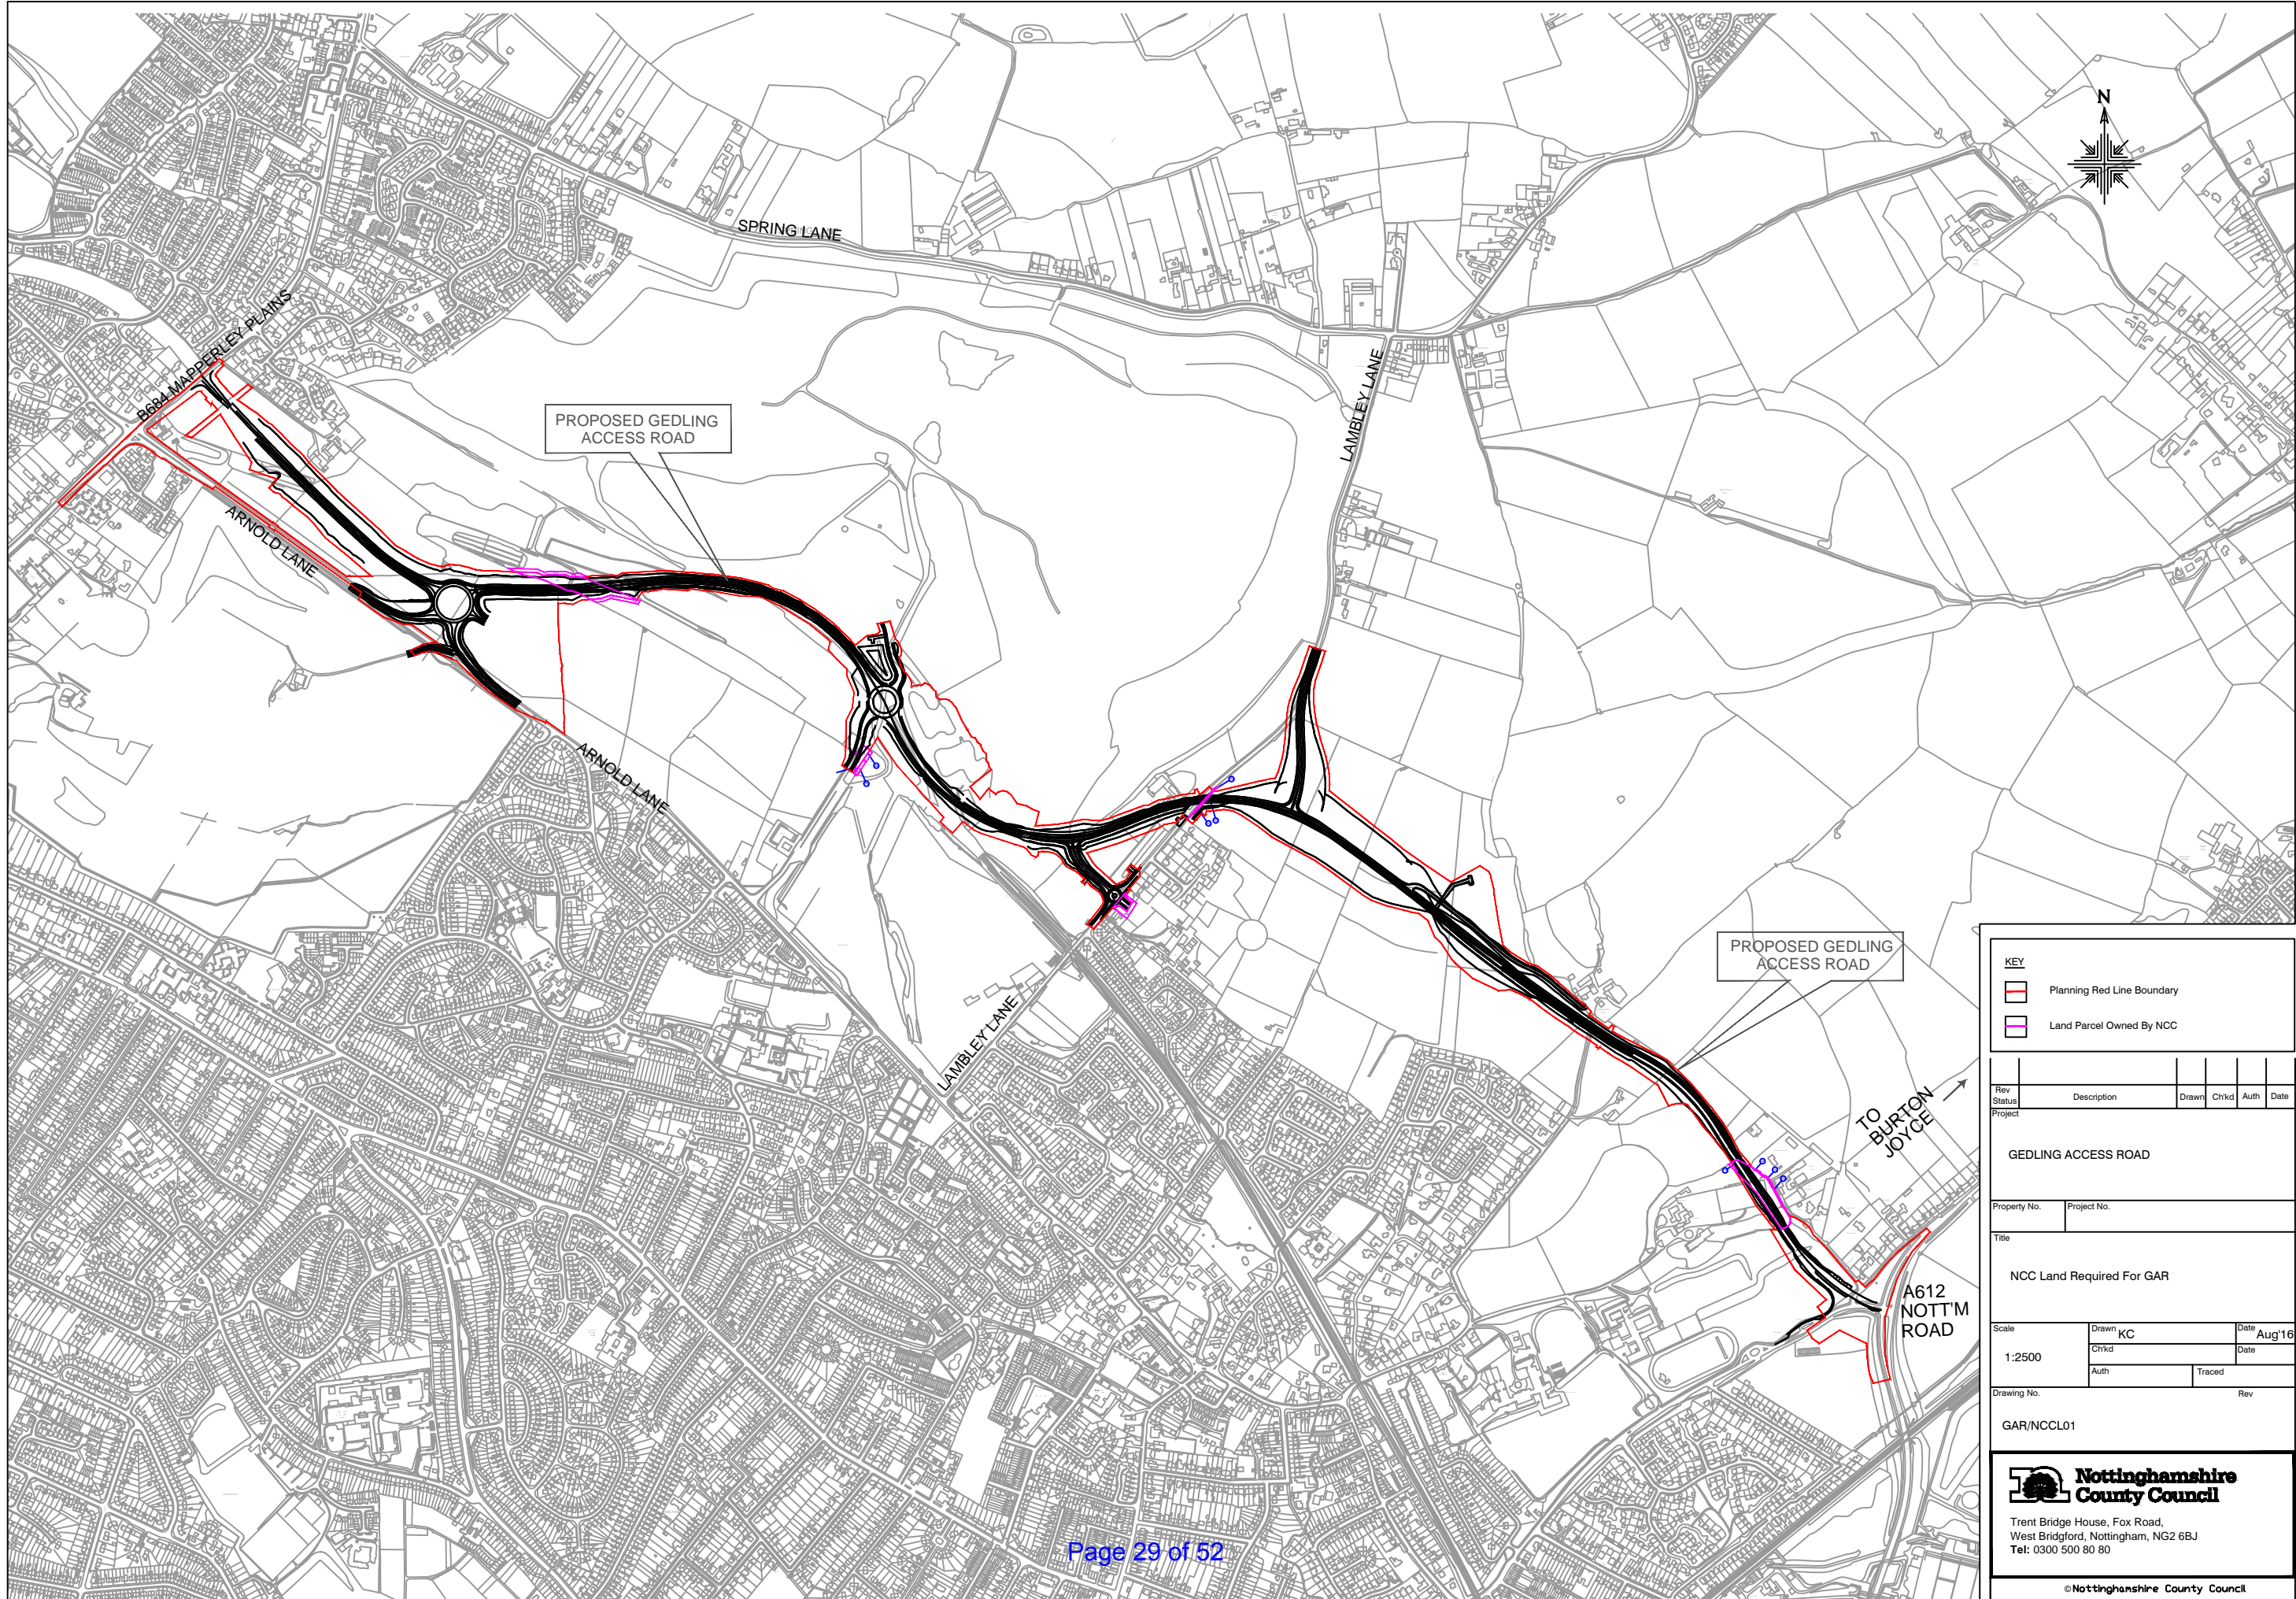 N
SPRING LANE
B684 MAPPERLEY PLAINS
LAMBLEY LANE
PROPOSED GEDLING
ACCESS ROAD
ARNOLD LANE
ARNOLD LANE
LAMBLEY LANE
PROPOSED GEDLING
ACCESS ROAD
TO
BURTON
JOYCE
A612
NOTT'M
ROAD
Page 29 of 52
KEY
Planning Red Line Boundary
Land Parcel Owned By NCC
Rev
Status
Description
Drawn
Ch'kd
Auth
Date
Project
GEDLING ACCESS ROAD
Property No.
Project No.
Title
NCC Land Required For GAR
Scale
1:2500
Drawn KC
Date Aug'16
Ch'kd
Date
Auth
Traced
Drawing No.
Rev
GAR/NCCL01
Nottinghamshire
County Council
Trent Bridge House, Fox Road,
West Bridgford, Nottingham, NG2 6BJ
Tel: 0300 500 80 80
©Nottinghamshire County Council